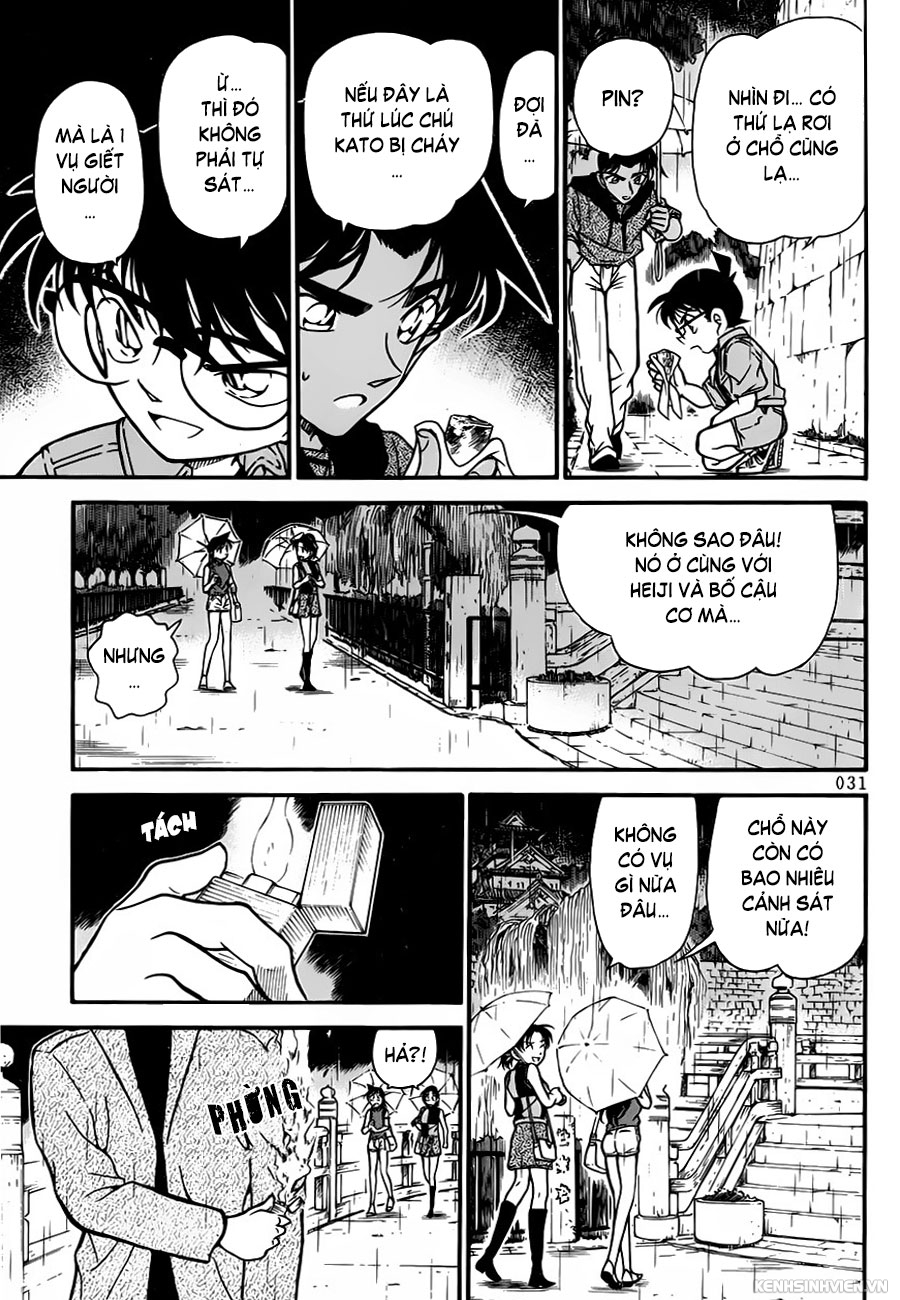 NHÌN ĐI... CÓ
THỨ LẠ RƠI
Ở CHỔ CŨNG
LẠ...
PIN?
ĐỢI
ĐÃ
...
NẾU ĐÂY LÀ
THỨ LÚC CHÚ
KATO BỊ CHÁY
...
Ừ...
THÌ ĐÓ
KHÔNG
PHẢI TỰ
SÁT...
MÀ LÀ 1
VỤ GIẾT
NGƯỜI
...
KHÔNG SAO ĐÂU!
NÓ Ở CÙNG VỚI
HEIJI VÀ BỐ CẬU
CƠ MÀ...
NHƯNG
...
031
CHỔ NÀY
CÒN CÓ
BAO NHIÊU
CẢNH SÁT
NỮA!
KHÔNG
CÓ VỤ
GÌ NỮA
ĐÂU...
TÁCH
PHỪNG
HẢ?!
KENHSINHVIEN.VN